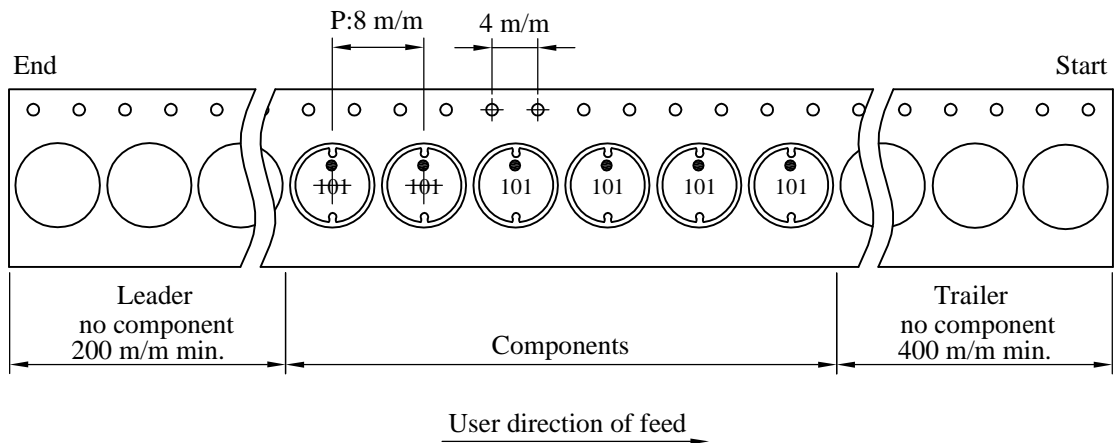 P:8 m/m
4 m/m
End
Start
101
101
101
101
101
101
Leader
no component
200 m/m min.
Components
Trailer
no component
400 m/m min.
User direction of feed